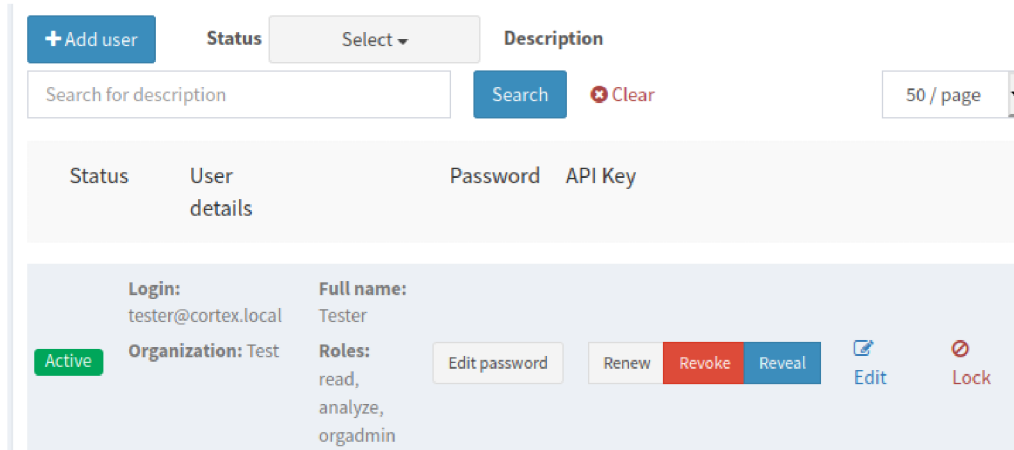 Add user Status Select Description
Search for description Search Clear 50 / page
Status User details Password API Key
Login: tester@cortex.local Full name: Tester
Active Organization: Test Roles: read, analyze, orgadmin Edit password Renew Revoke Reveal Edit Lock